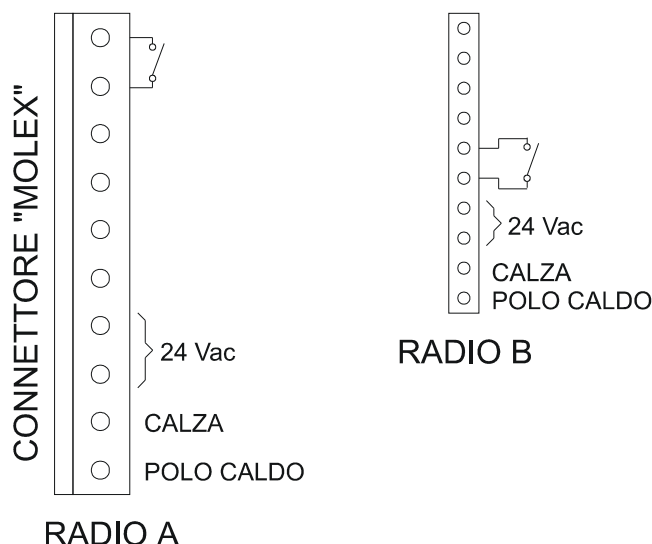 CONNETTORE "MOLEX"
24 Vac
CALZA
POLO CALDO
RADIO A
24 Vac
CALZA
POLO CALDO
RADIO B